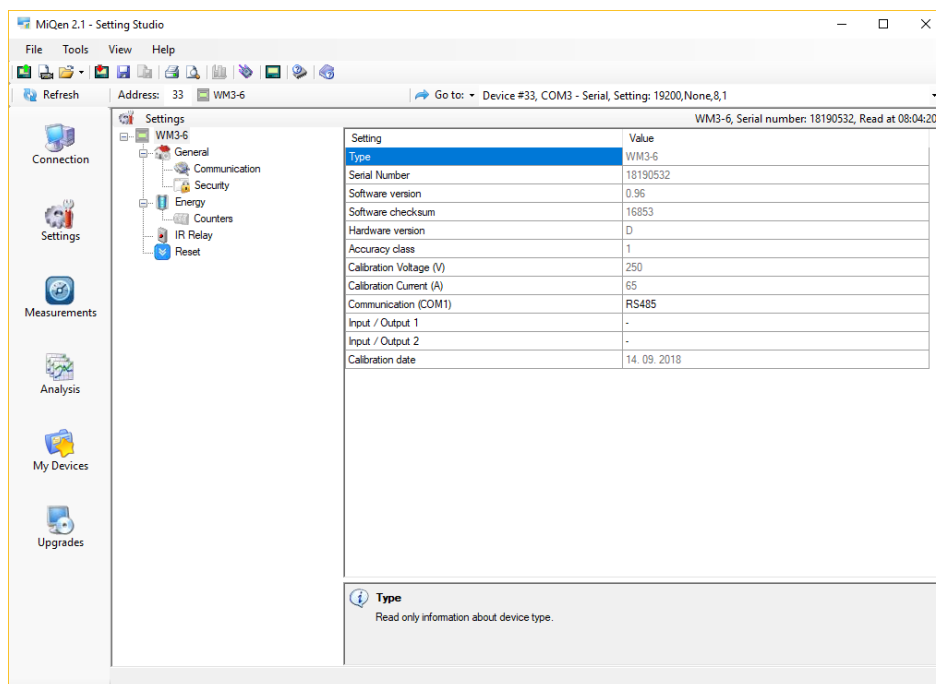 MiQen 2.1 - Setting Studio
File Tools View Help
Refresh Address: 33 WM3-6 Go to: Device #33, COM3 - Serial, Setting: 19200,None,8,1
Settings WM3-6, Serial number: 18190532, Read at 08:04:20
Connection
Settings
Measurements
Analysis
My Devices
Upgrades
WM3-6
General
Communication
Security
Energy
Counters
IR Relay
Reset
Setting Value
Type WM3-6
Serial Number 18190532
Software version 0.96
Software checksum 16853
Hardware version D
Accuracy class 1
Calibration Voltage (V) 250
Calibration Current (A) 65
Communication (COM1) RS485
Input / Output 1 -
Input / Output 2 -
Calibration date 14. 09. 2018
Type
Read only information about device type.